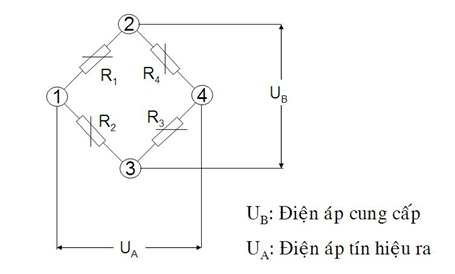 2
R1
R4
1
4
UB
R2
R3
3
UB: Điện áp cung cấp
UA
UA: Điện áp tín hiệu ra